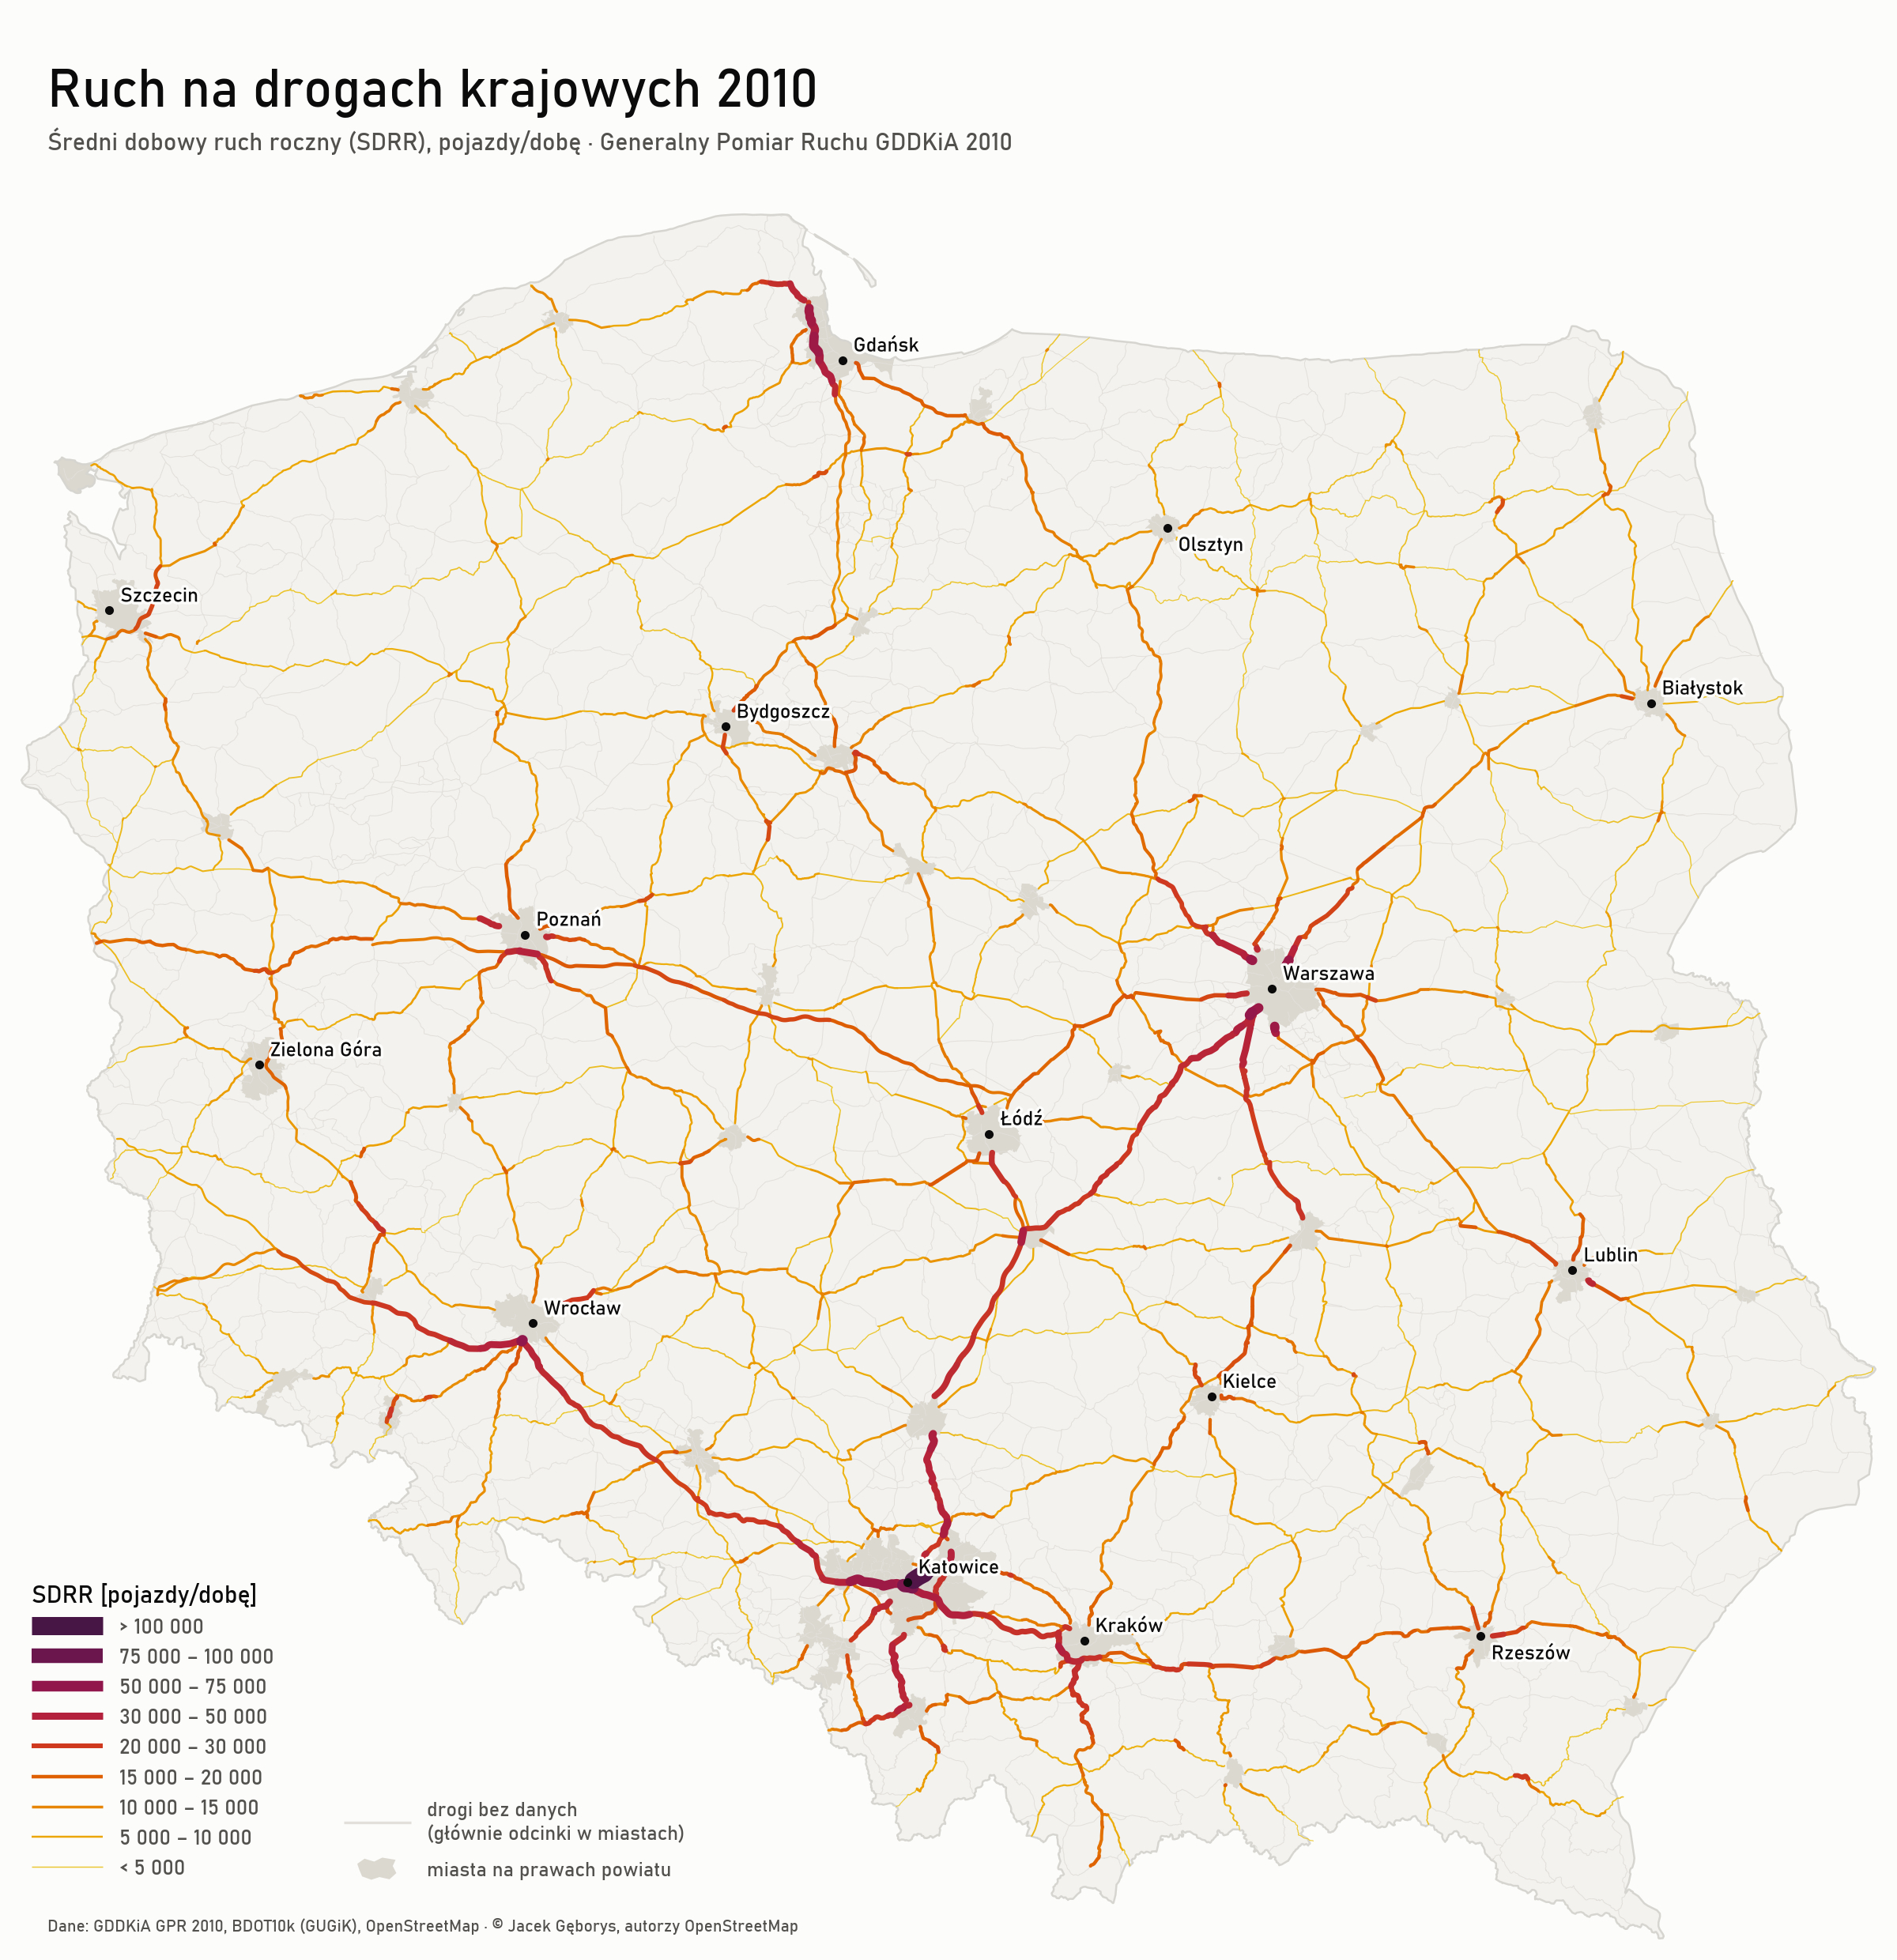 Ruch na drogach krajowych 2010
Średni dobowy ruch roczny (SDRR), pojazdy/dobę · Generalny Pomiar Ruchu GDDKiA 2010
Gdańsk
Olsztyn
Szczecin
Białystok
Bydgoszcz
Poznań
Warszawa
Zielona Góra
Łódź
Lublin
Wrocław
Kielce
Katowice
Kraków
Rzeszów
SDRR [pojazdy/dobę]
> 100 000
75 000 – 100 000
50 000 – 75 000
30 000 – 50 000
20 000 – 30 000
15 000 – 20 000
10 000 – 15 000
5 000 – 10 000
< 5 000
drogi bez danych
(głównie odcinki w miastach)
miasta na prawach powiatu
Dane: GDDKiA GPR 2010, BDOT10k (GUGiK), OpenStreetMap · © Jacek Gęborys, autorzy OpenStreetMap